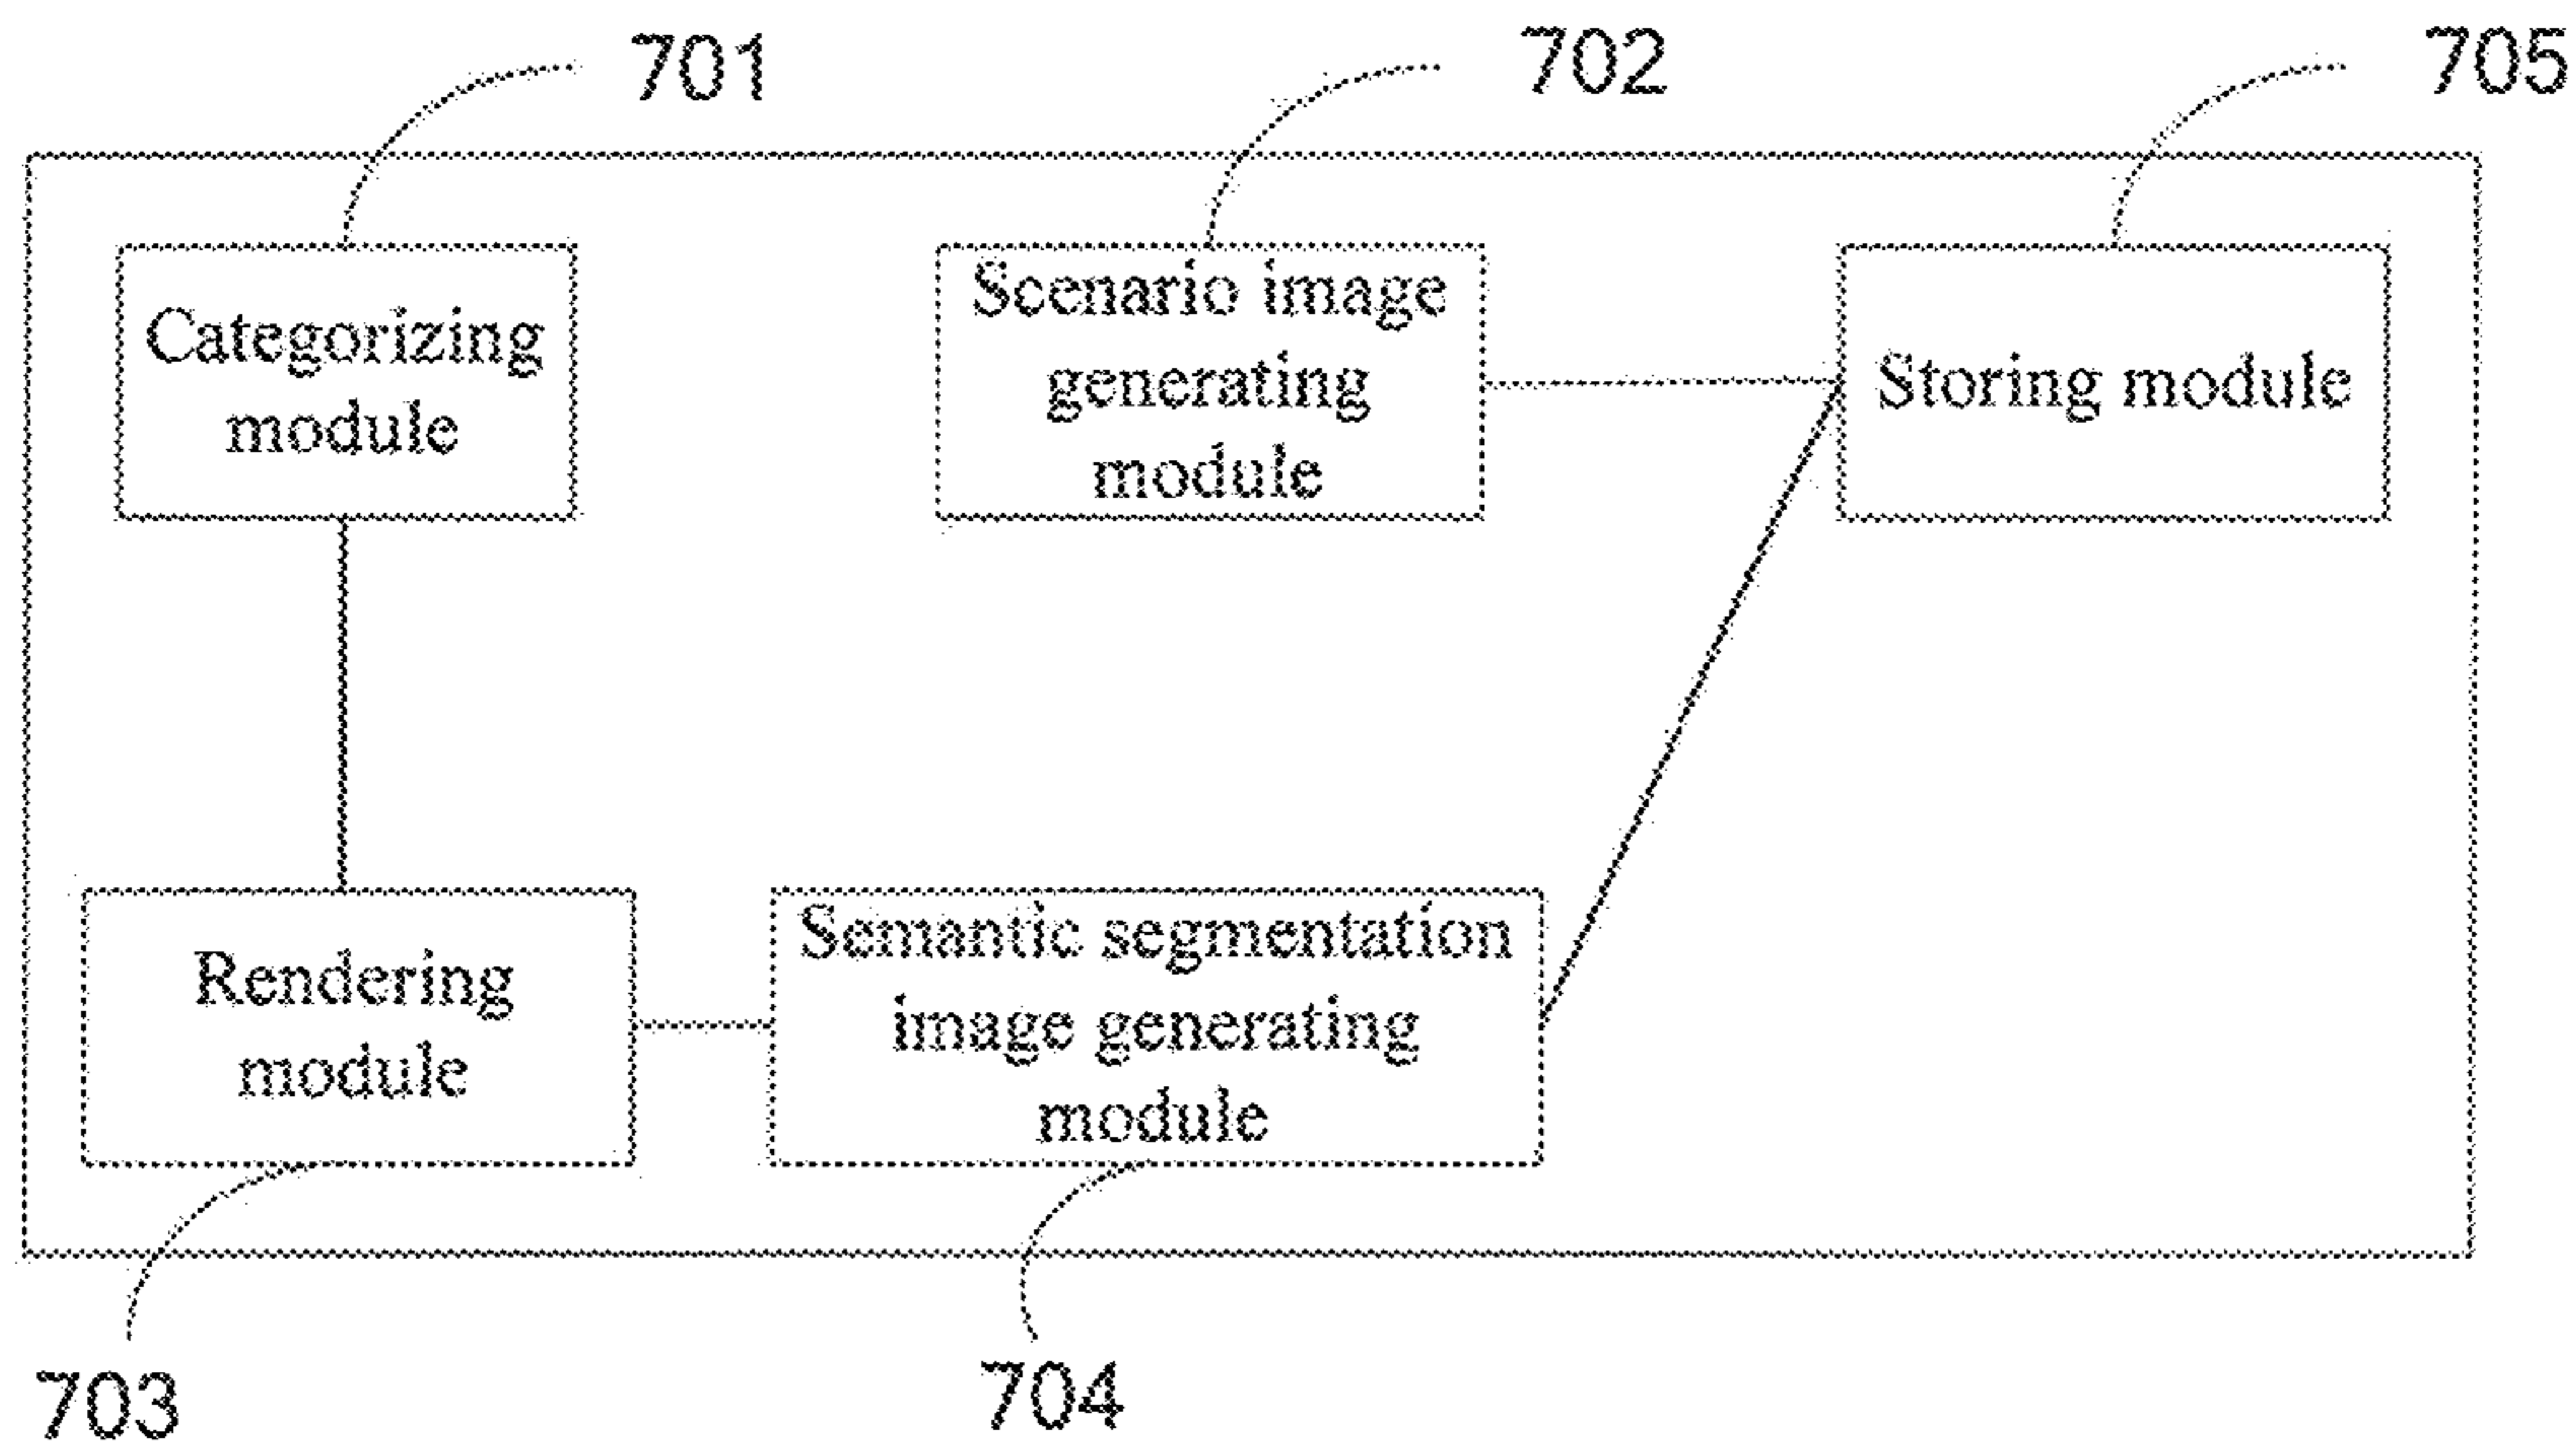 701
702
705
Categorizing
module
Scenario image
generating
module
Storing module
Rendering
module
Semantic segmentation
image generating
module
703
704